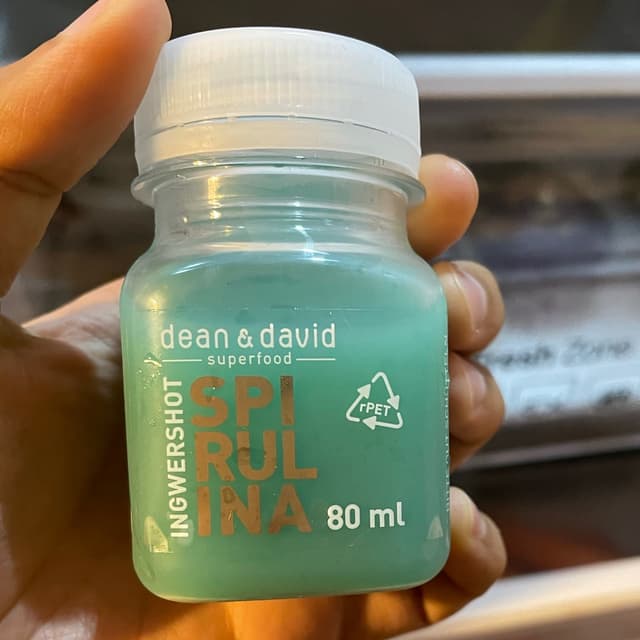 dean & david
superfood
INGWERSHOT
SPI
RUL
INA
rPET
80 ml